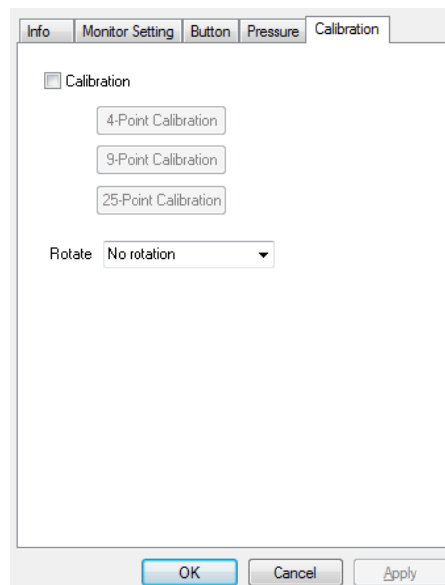 Info Monitor Setting Button Pressure Calibration
Calibration
4-Point Calibration
9-Point Calibration
25-Point Calibration
Rotate No rotation
OK Cancel Apply